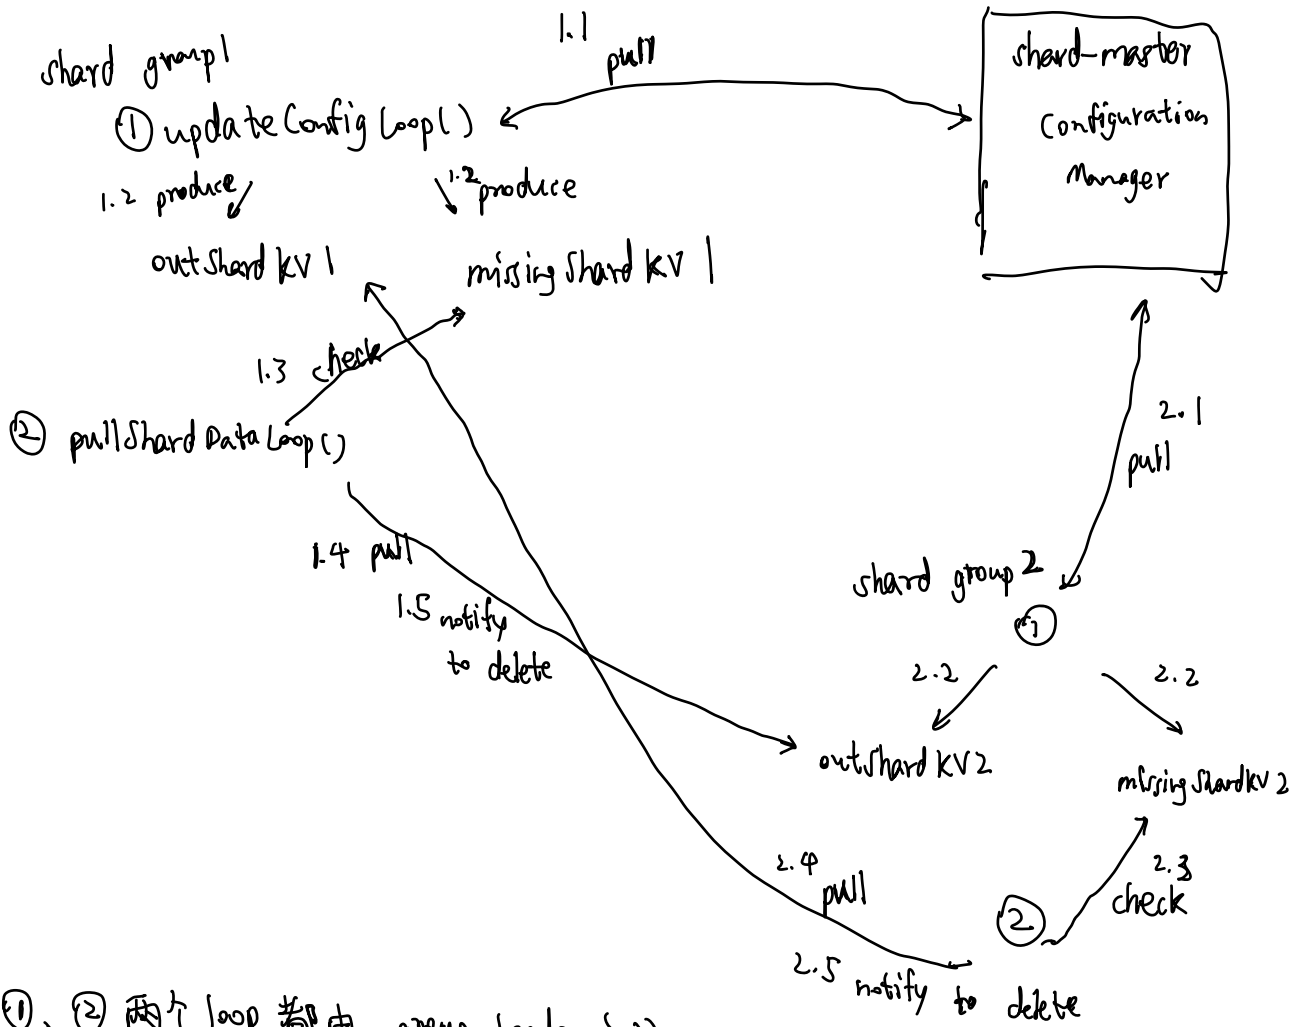 1.1
pull
shard group1
① updateConfigLoop()
1.2 produce
1.2 produce
outShardKV1
missingShardKV1
shard-master
Configuration
Manager
1.3 check
② pullShardDataLoop()
1.4 pull
1.5 notify
to delete
2.1
pull
shard group2
①
2.2
2.2
outShardKV2
missingShardKV2
2.3
check
②
2.4
pull
2.5 notify to delete
①、② 两个 loop 都由